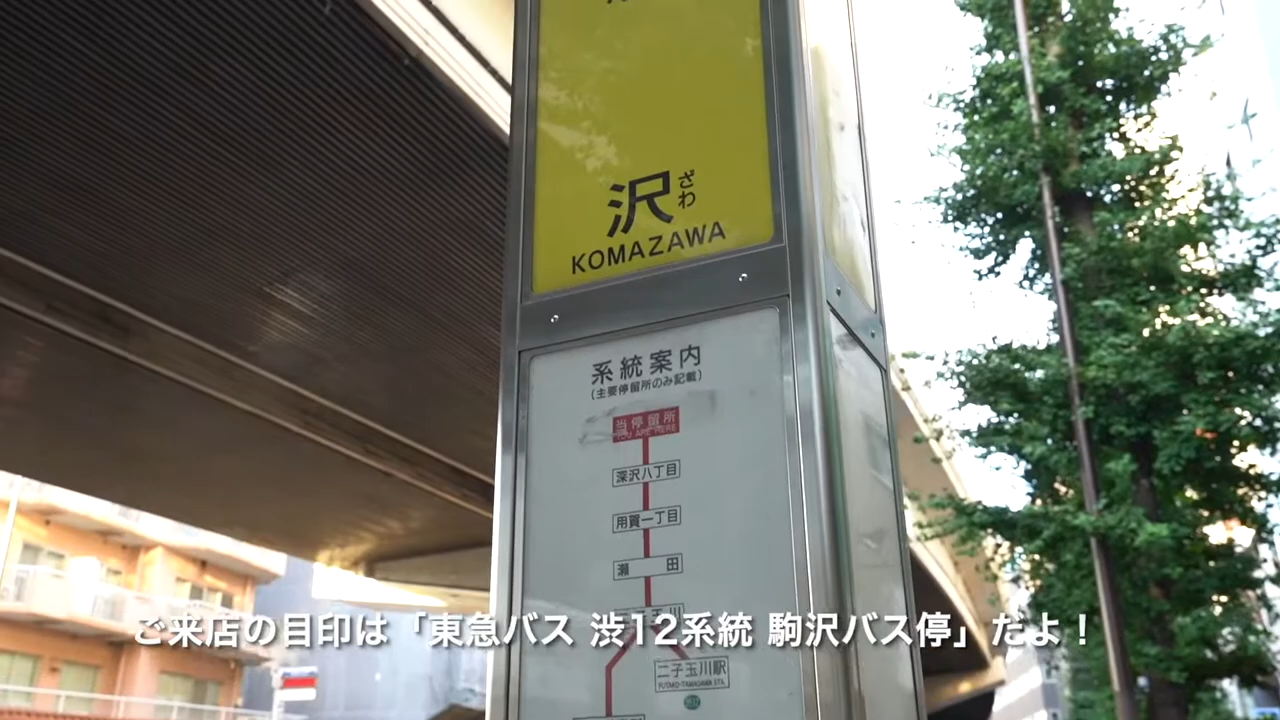 沢
ざわ
KOMAZAWA
系統案内
(主要停留所のみ記載)
当停留所
YOU ARE HERE
深沢八丁目
用賀一丁目
瀬田
ご来店の目印は「東急バス 渋12系統 駒沢バス停」だよ！
二子玉川駅
FUTAKO-TAMAGAWA STA.